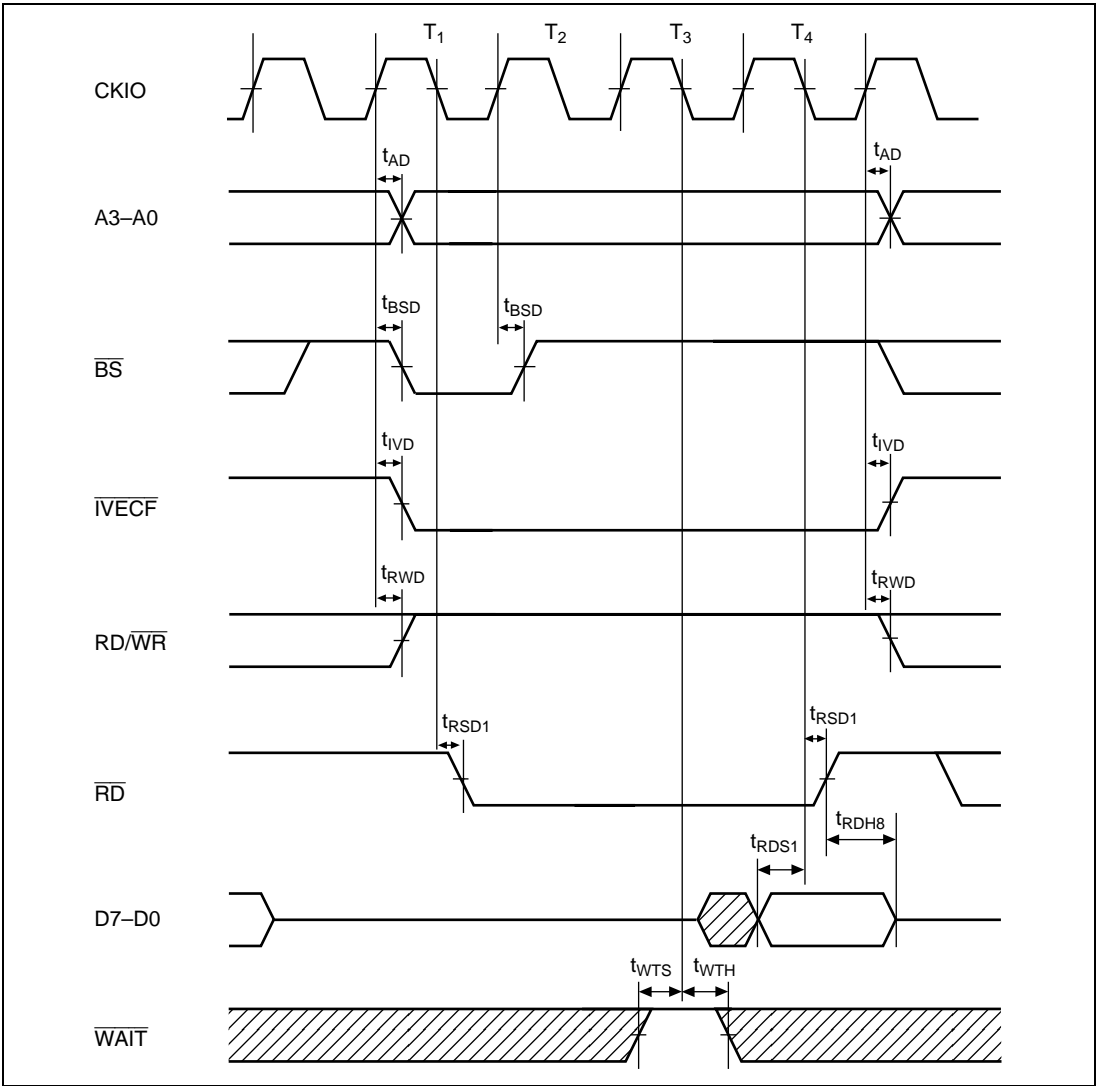 T1 T2 T3 T4
CKIO
tAD tAD
A3–A0
tBSD tBSD
BS
tIVD tIVD
IVECF
tRWD tRWD
RD/WR
tRSD1 tRSD1
RD
tRDH8
tRDS1
D7–D0
tWTS tWTH
WAIT